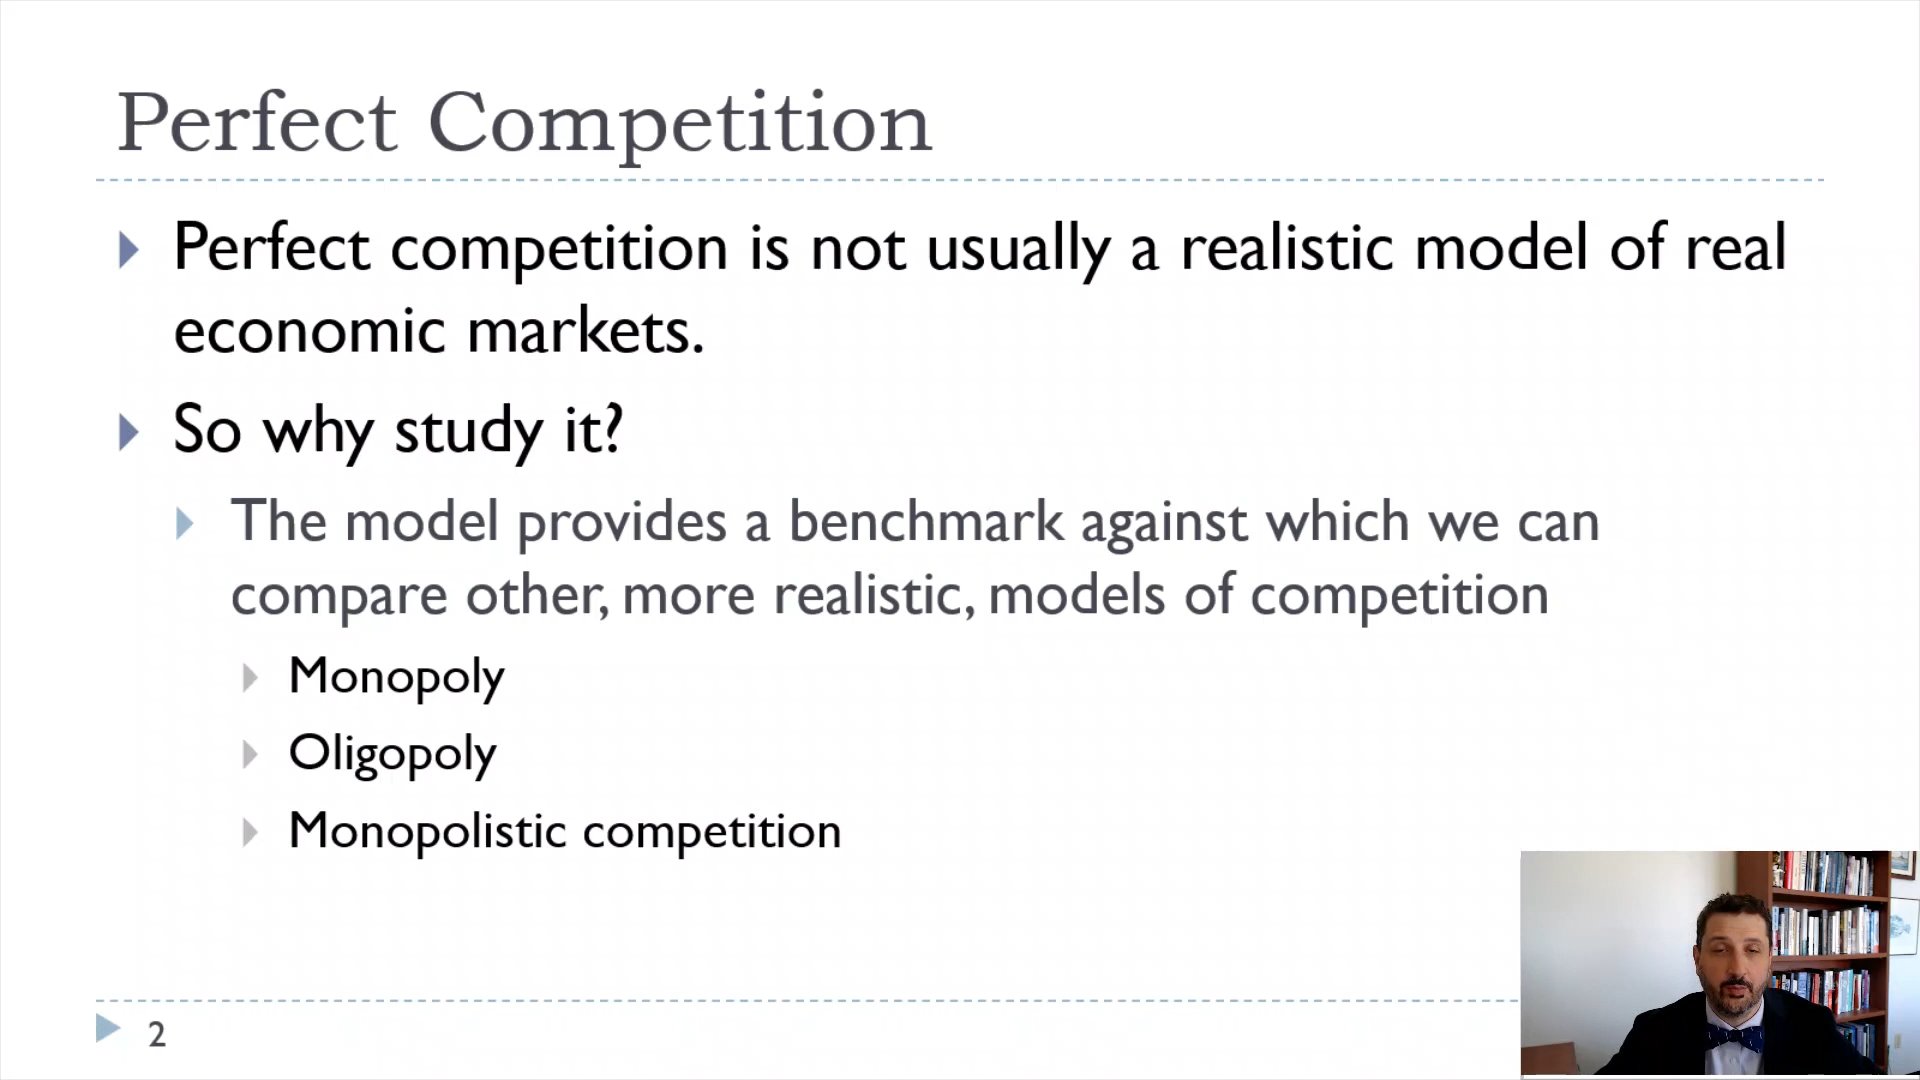 Perfect Competition
Perfect competition is not usually a realistic model of real
economic markets.
So why study it?
The model provides a benchmark against which we can
compare other, more realistic, models of competition
Monopoly
Oligopoly
Monopolistic competition
2